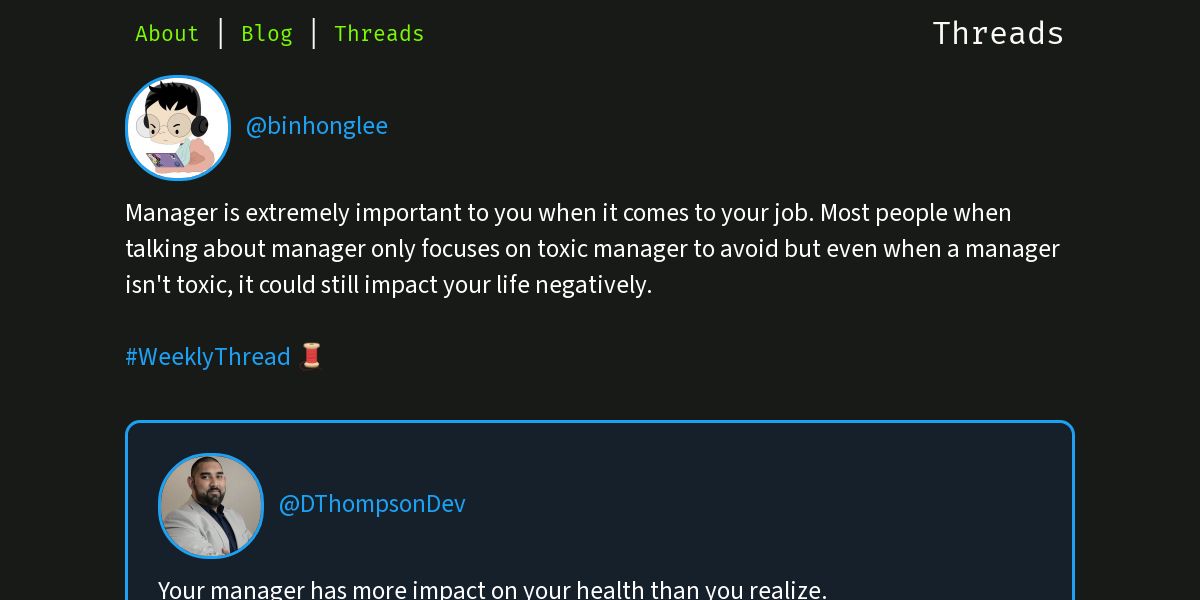 About | Blog | Threads
Threads
@binhonglee
Manager is extremely important to you when it comes to your job. Most people when
talking about manager only focuses on toxic manager to avoid but even when a manager
isn't toxic, it could still impact your life negatively.
#WeeklyThread 🧵
@DThompsonDev
Your manager has more impact on your health than you realize.